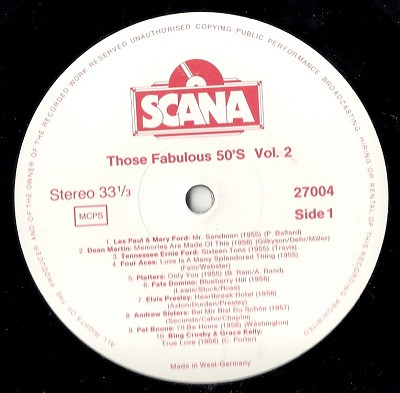 UNAUTHORISED COPYING PUBLIC PERFORMANCE BROADCASTING, HIRING OR RENTAL OF THIS RECORDING PROHIBITED
ALL RIGHTS OF THE PRODUCER AND OF THE OWNER OF THE RECORDED WORK RESERVED
SCANA
Those Fabulous 50'S Vol. 2
Stereo 33 1/3
27004
MCPS
Side 1
1. Les Paul & Mary Ford: Mr. Sandman (1955) (P. Ballard)
2. Dean Martin: Memories Are Made Of This (1956) (Gilkyson/Dehr/Miller)
3. Tennessee Ernie Ford: Sixteen Tons (1955) (Travis)
4. Four Aces: Love Is A Many Splendored Thing (1955)
(Fain/Webster)
5. Platters: Only You (1955) (B. Ram/A. Rand)
6. Fats Domino: Blueberry Hill (1956)
(Lewis/Stock/Rose)
7. Elvis Presley: Heartbreak Hotel (1956)
(Axton/Durden/Presley)
8. Andrew Sisters: Bei Mir Bist Du Schön (1957)
(Secunda/Cahn/Chaplin)
9. Pat Boone: I'll Be Home (1956) (Washington)
10. Bing Crosby & Grace Kelly:
True Love (1956) (C. Porter)
Made in West-Germany